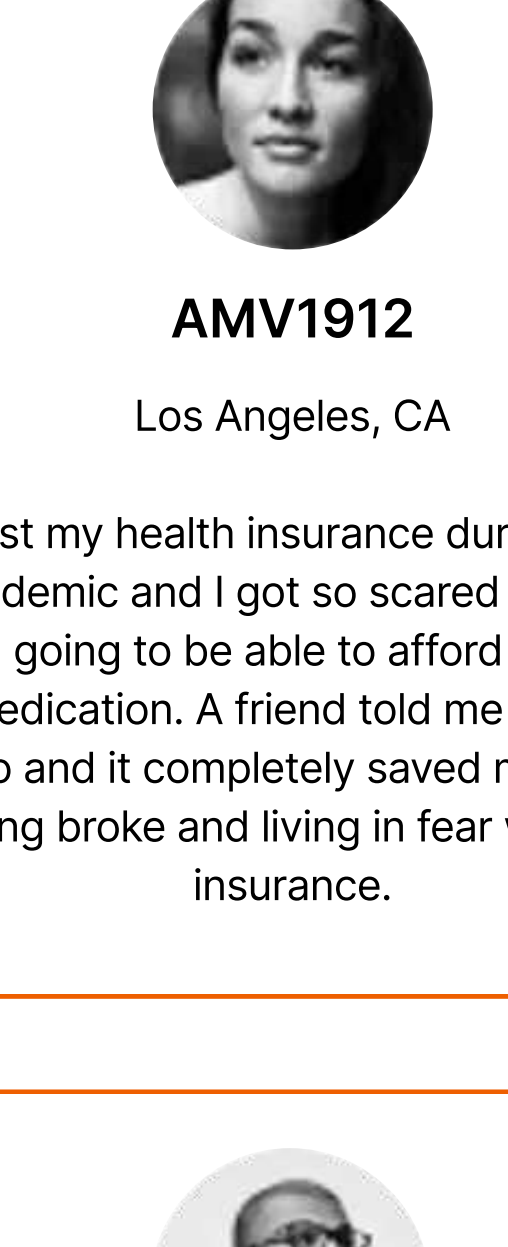 AMV1912
Los Angeles, CA
st my health insurance dur
demic and I got so scared
going to be able to afford
edication. A friend told me
o and it completely saved
ng broke and living in fear
insurance.